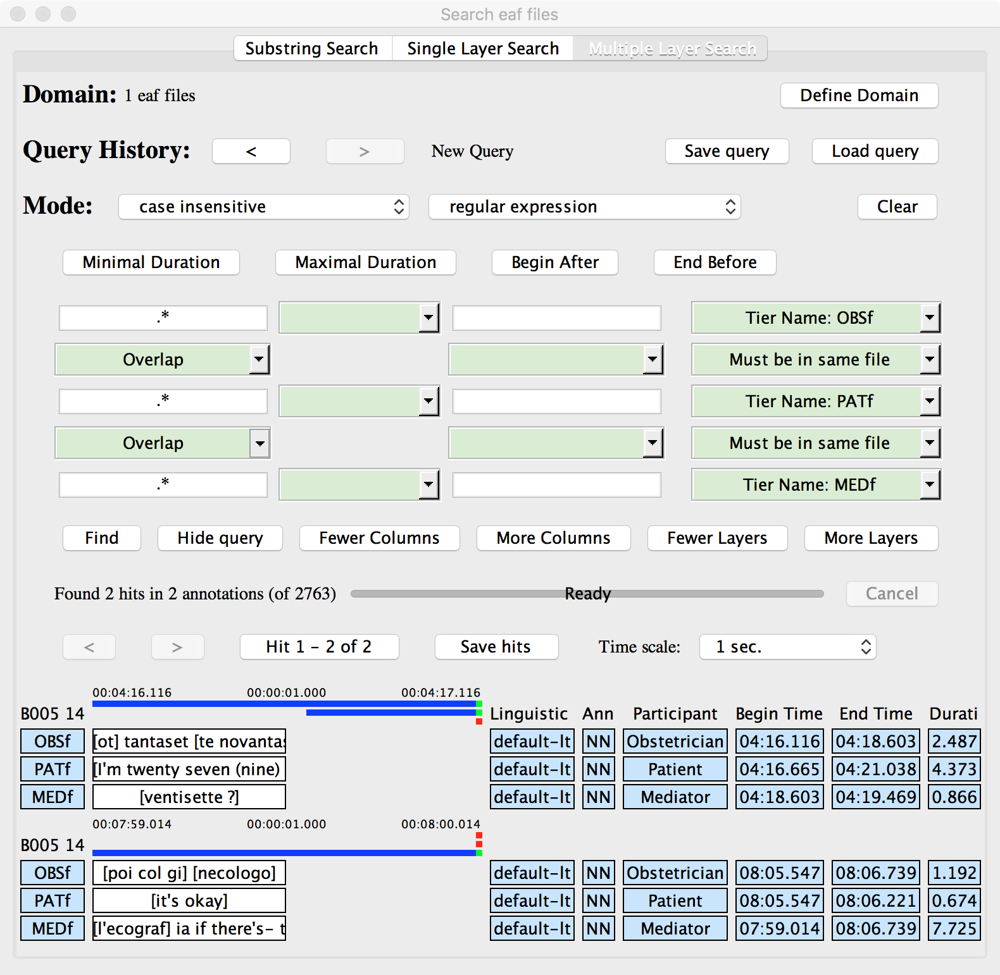 Search eaf files
Substring Search Single Layer Search Multiple Layer Search
Domain: 1 eaf files Define Domain
Query History: < > New Query Save query Load query
Mode: case insensitive regular expression Clear
Minimal Duration Maximal Duration Begin After End Before
.* Tier Name: OBSf
Overlap Must be in same file
.* Tier Name: PATf
Overlap Must be in same file
.* Tier Name: MEDf
Find Hide query Fewer Columns More Columns Fewer Layers More Layers
Found 2 hits in 2 annotations (of 2763) Ready Cancel
< > Hit 1 – 2 of 2 Save hits Time scale: 1 sec.
00:04:16.116 00:00:01.000 00:04:17.116
B005 14 Linguistic Ann Participant Begin Time End Time Durati
OBSf [ot] tantaset [te novantas default-lt NN Obstetrician 04:16.116 04:18.603 2.487
PATf [I'm twenty seven (nine) default-lt NN Patient 04:16.665 04:21.038 4.373
MEDf [ventisette ?] default-lt NN Mediator 04:18.603 04:19.469 0.866
00:07:59.014 00:00:01.000 00:08:00.014
B005 14
OBSf [poi col gi] [necologo] default-lt NN Obstetrician 08:05.547 08:06.739 1.192
PATf [it's okay] default-lt NN Patient 08:05.547 08:06.221 0.674
MEDf [l'ecograf] ia if there's– t default-lt NN Mediator 07:59.014 08:06.739 7.725